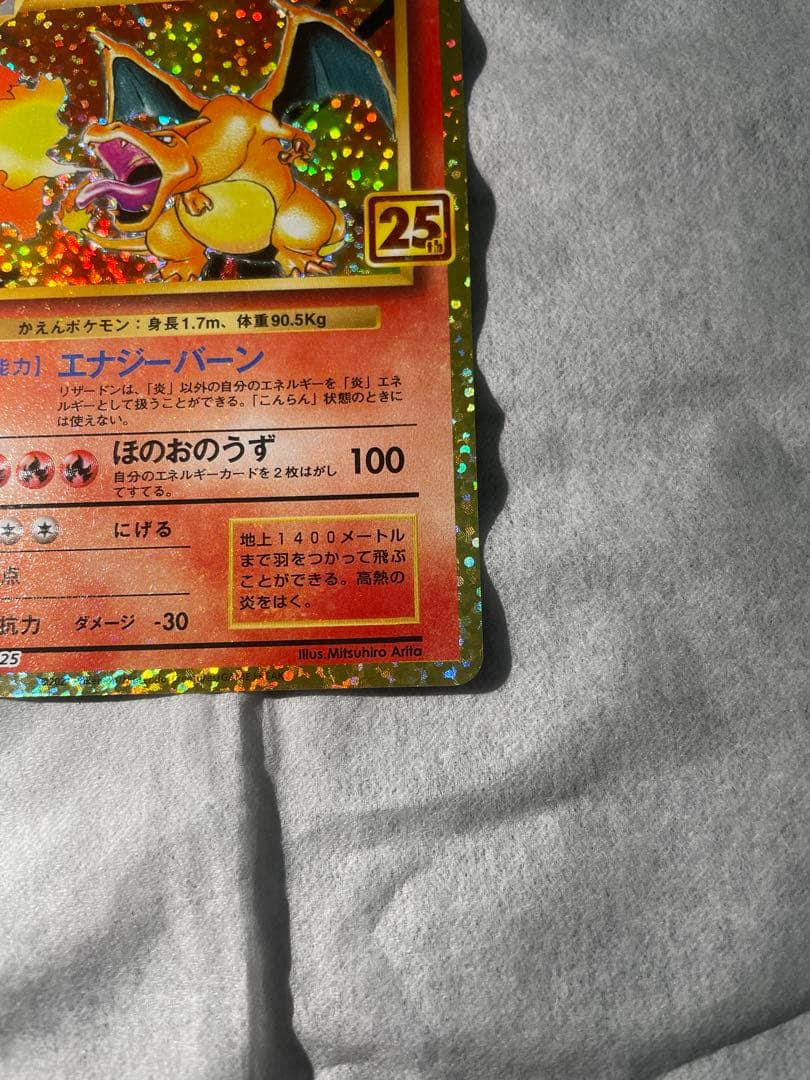 25th
かえんポケモン：身長1.7m、体重90.5Kg
能力】エナジーバーン
リザードンは、「炎」以外の自分のエネルギーを「炎」エネ
ルギーとして扱うことができる。「こんらん」状態のときに
は使えない。
ほのおのうず 100
自分のエネルギーカードを2枚はがし
てすてる。
にげる
点
抗力 ダメージ -30
地上1400メートル
まで羽をつかって飛ぶ
ことができる。高熱の
炎をはく。
25
Illus.Mitsuhiro Arita